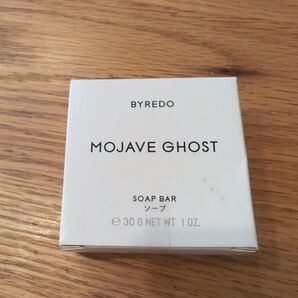 BYREDO
MOJAVE GHOST
SOAP BAR
ソープ
℮ 30 G NET WT 1 OZ.